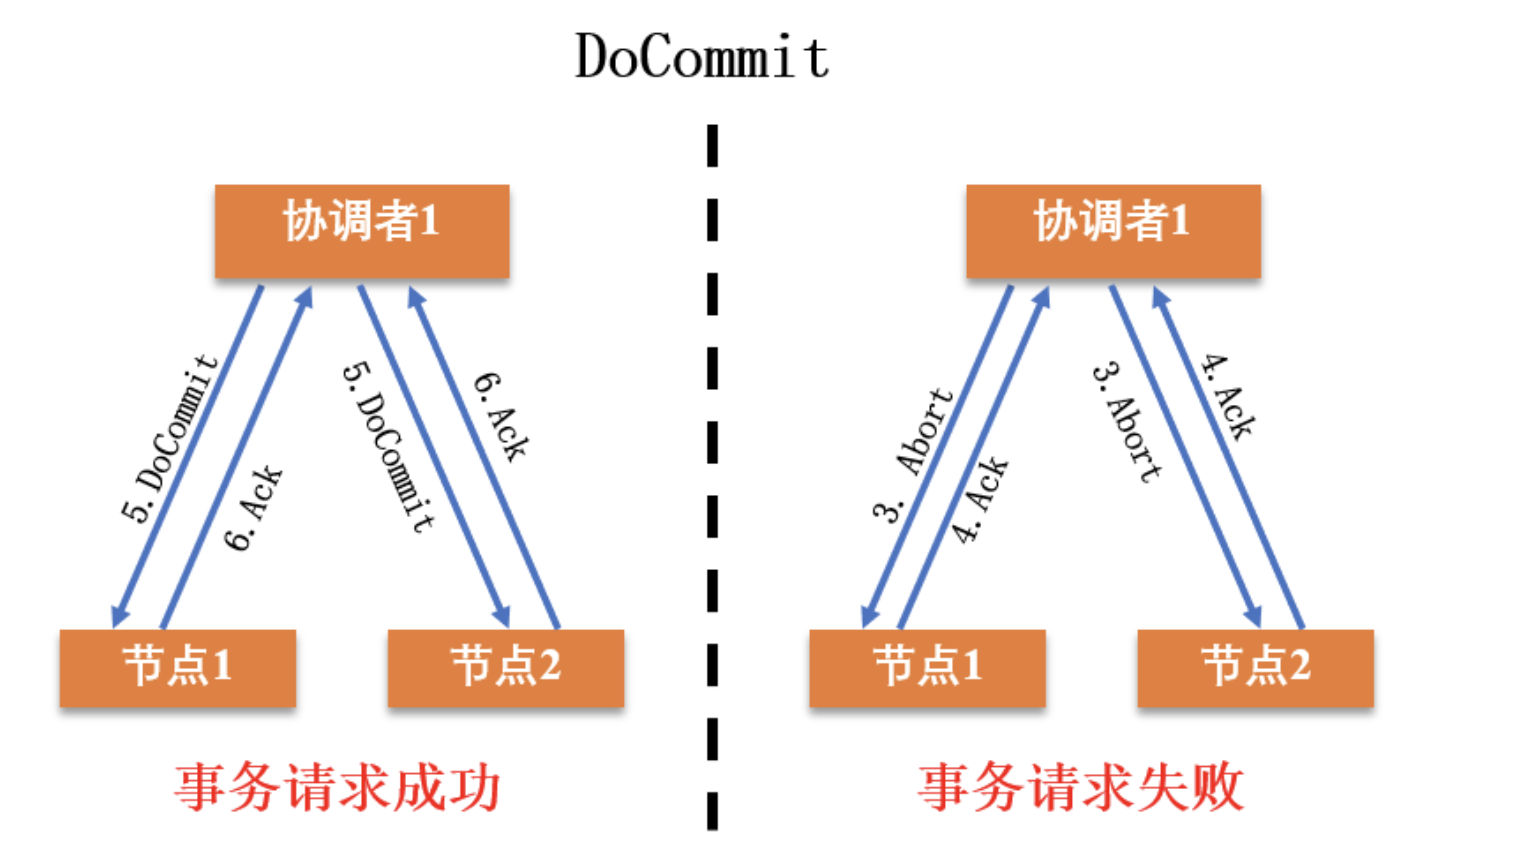 DoCommit
协调者1
5.DoCommit
6.Ack
5.DoCommit
6.Ack
节点1
节点2
事务请求成功
协调者1
3. Abort
4.Ack
3.Abort
4.Ack
节点1
节点2
事务请求失败